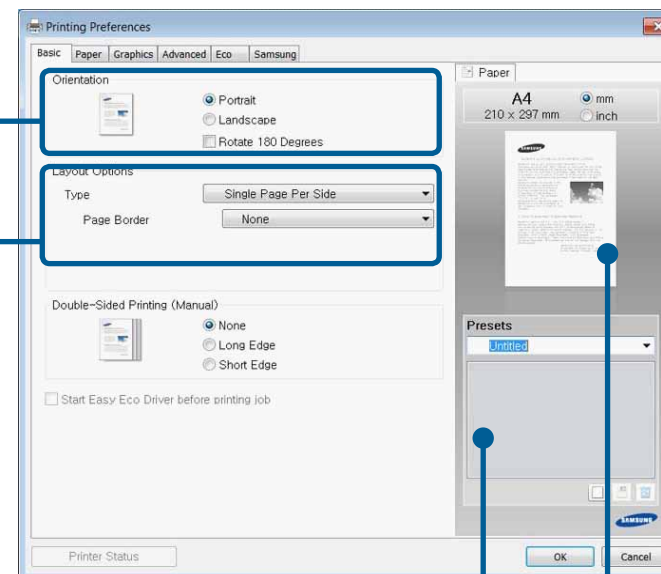 Printing Preferences
Basic Paper Graphics Advanced Eco Samsung
Orientation
Portrait
Landscape
Rotate 180 Degrees
Layout Options
Type Single Page Per Side
Page Border None
Double-Sided Printing (Manual)
None
Long Edge
Short Edge
Start Easy Eco Driver before printing job
Printer Status
Paper
A4
210 x 297 mm
mm
inch
SAMSUNG
Presets
Untitled
SAMSUNG
OK Cancel